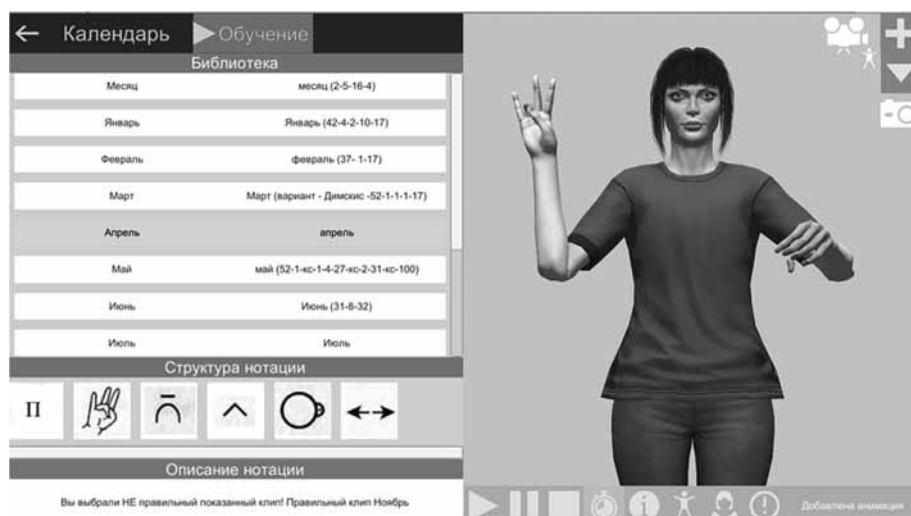 ← Календарь ▶ Обучение
Библиотека
Месяц месяц (2-5-16-4)
Январь Январь (42-4-2-10-17)
Февраль февраль (37- 1-17)
Март Март (вариант - Димскис -52-1-1-1-17)
Апрель апрель
Май май (52-1-кс-1-4-27-кс-2-31-кс-100)
Июнь Июнь (31-8-32)
Июль Июль
Структура нотации
П
Описание нотации
Вы выбрали НЕ правильный показанный клип! Правильный клип Ноябрь
Добавлена анимация